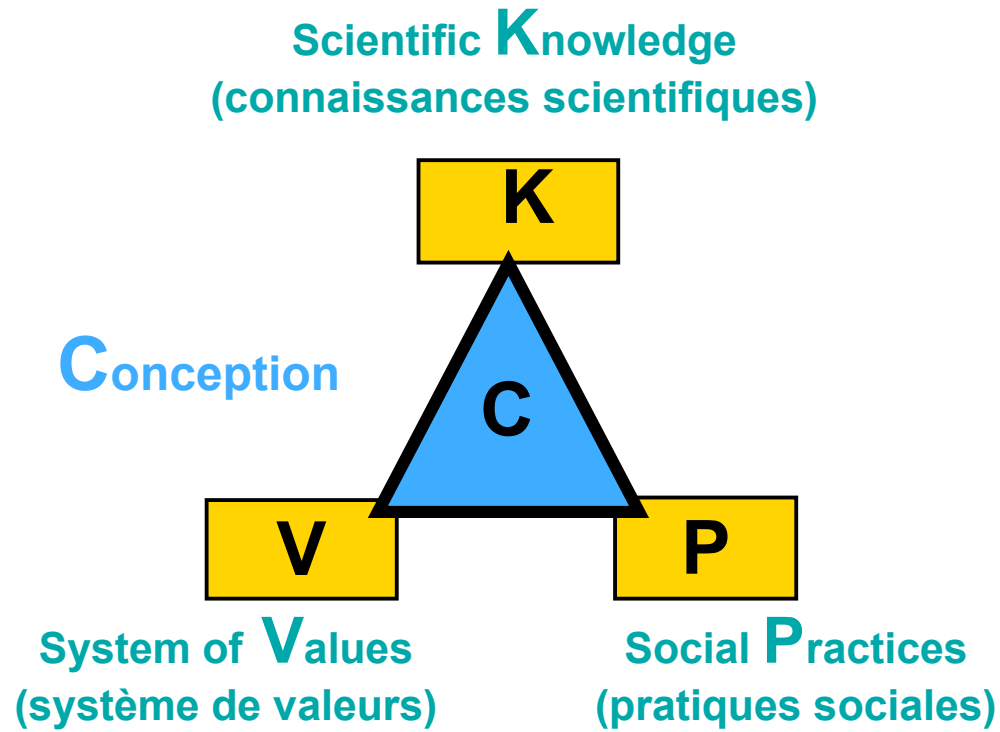 Scientific Knowledge
(connaissances scientifiques)
K
Conception
C
V
P
System of Values
(système de valeurs)
Social Practices
(pratiques sociales)